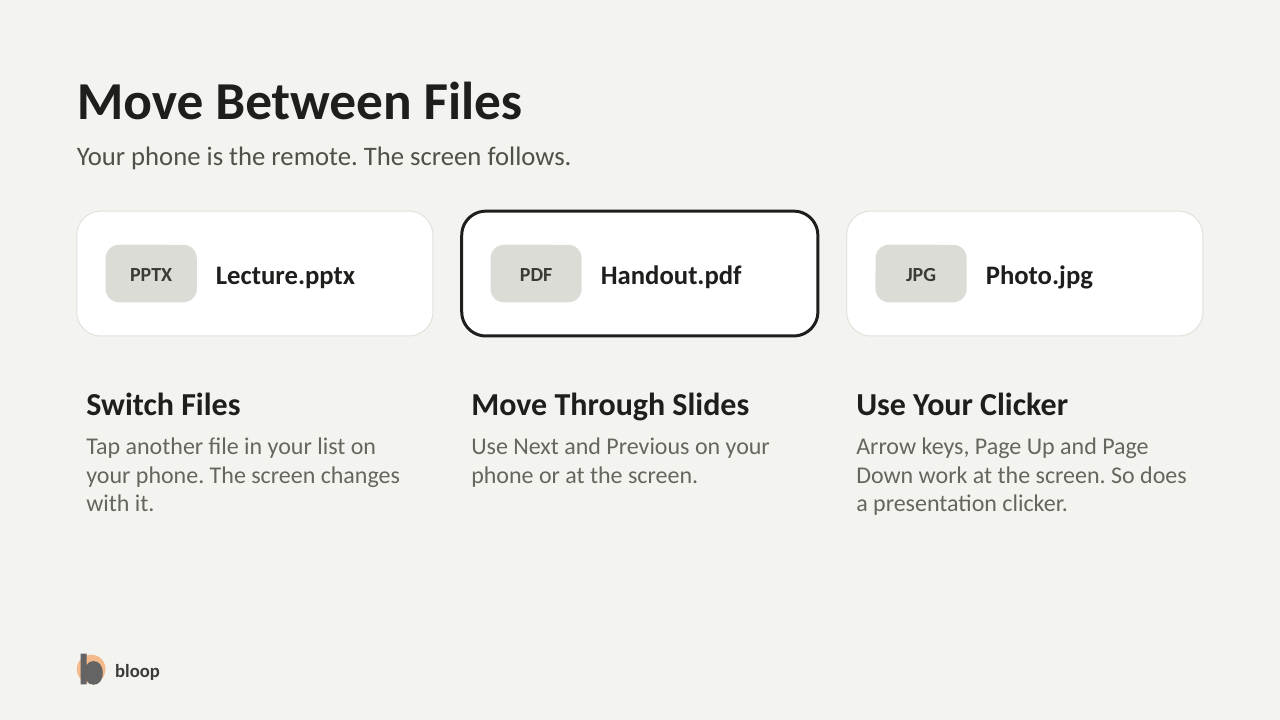 Move Between Files
Your phone is the remote. The screen follows.
PPTX
Lecture.pptx
PDF
Handout.pdf
JPG
Photo.jpg
Switch Files
Tap another file in your list on
your phone. The screen changes
with it.
Move Through Slides
Use Next and Previous on your
phone or at the screen.
Use Your Clicker
Arrow keys, Page Up and Page
Down work at the screen. So does
a presentation clicker.
b
bloop